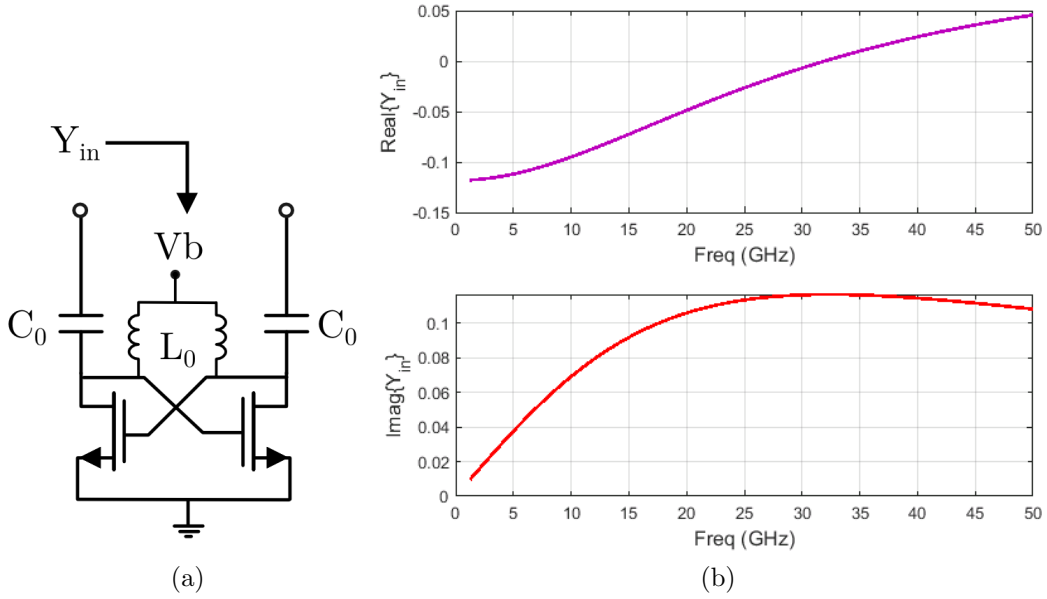 Y_in
Vb
C_0
L_0
C_0
(a)
0.05
0
-0.05
-0.1
-0.15
Real{Y_in}
0 5 10 15 20 25 30 35 40 45 50
Freq (GHz)
0.1
0.08
0.06
0.04
0.02
0
Imag{Y_in}
0 5 10 15 20 25 30 35 40 45 50
Freq (GHz)
(b)